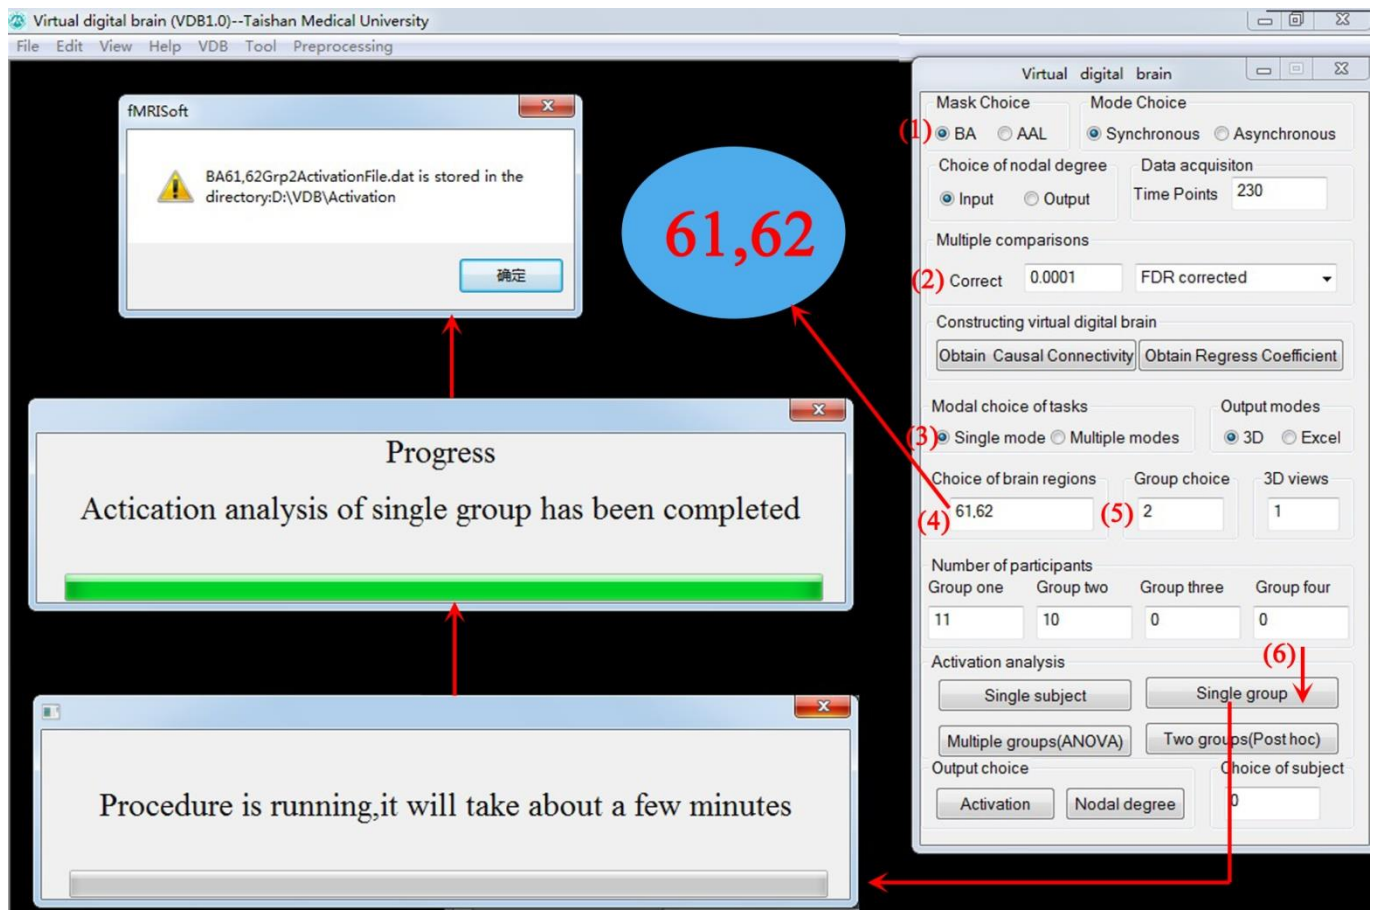 Virtual digital brain (VDB1.0)--Taishan Medical University
File Edit View Help VDB Tool Preprocessing
fMRISoft
BA61,62Grp2ActivationFile.dat is stored in the
directory:D:\VDB\Activation
确定
61,62
Progress
Actication analysis of single group has been completed
Procedure is running,it will take about a few minutes
Virtual digital brain
Mask Choice Mode Choice
(1) BA AAL Synchronous Asynchronous
Choice of nodal degree Data acquisiton
Input Output Time Points 230
Multiple comparisons
(2) Correct 0.0001 FDR corrected
Constructing virtual digital brain
Obtain Causal Connectivity Obtain Regress Coefficient
Modal choice of tasks Output modes
(3) Single mode Multiple modes 3D Excel
Choice of brain regions Group choice 3D views
(4) 61,62 (5) 2 1
Number of participants
Group one Group two Group three Group four
11 10 0 0
Activation analysis (6)
Single subject Single group
Multiple groups(ANOVA) Two groups(Post hoc)
Output choice Choice of subject
Activation Nodal degree 0